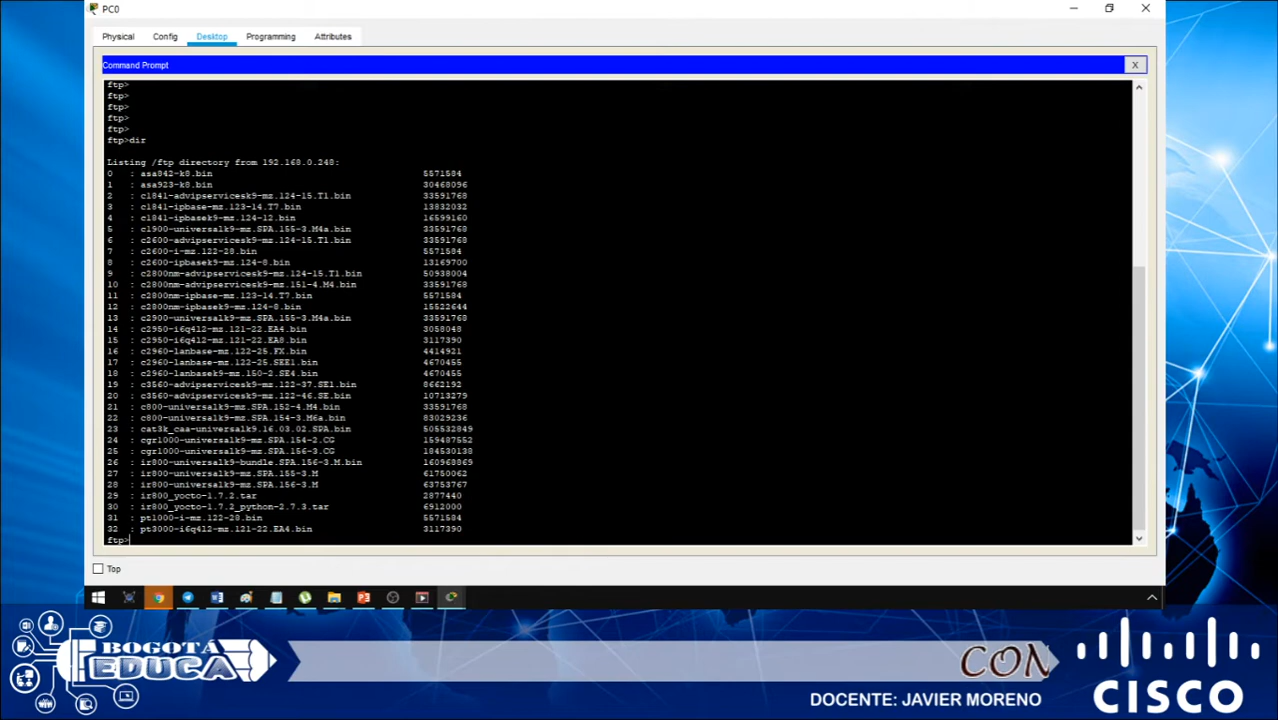 PC0
Physical Config Desktop Programming Attributes
Command Prompt X
ftp>
ftp>
ftp>
ftp>
ftp>
ftp>dir
Listing /ftp directory from 192.168.0.248:
0 : asa842-k8.bin 5571584
1 : asa923-k8.bin 30468096
2 : c1841-advipservicesk9-mz.124-15.T1.bin 33591768
3 : c1841-ipbase-mz.123-14.T7.bin 13832032
4 : c1841-ipbasek9-mz.124-12.bin 16599160
5 : c1900-universalk9-mz.SPA.155-3.M4a.bin 33591768
6 : c2600-advipservicesk9-mz.124-15.T1.bin 33591768
7 : c2600-i-mz.122-28.bin 5571584
8 : c2600-ipbasek9-mz.124-8.bin 13169700
9 : c2800nm-advipservicesk9-mz.124-15.T1.bin 50938004
10 : c2800nm-advipservicesk9-mz.151-4.M4.bin 33591768
11 : c2800nm-ipbase-mz.123-14.T7.bin 5571584
12 : c2800nm-ipbasek9-mz.124-8.bin 15522644
13 : c2900-universalk9-mz.SPA.155-3.M4a.bin 33591768
14 : c2950-i6q4l2-mz.121-22.EA4.bin 3058048
15 : c2950-i6q4l2-mz.121-22.EA8.bin 3117390
16 : c2960-lanbase-mz.122-25.FX.bin 4414921
17 : c2960-lanbase-mz.122-25.SEE1.bin 4670455
18 : c2960-lanbasek9-mz.150-2.SE4.bin 4670455
19 : c3560-advipservicesk9-mz.122-37.SE1.bin 8662192
20 : c3560-advipservicesk9-mz.122-46.SE.bin 10713279
21 : c800-universalk9-mz.SPA.152-4.M4.bin 33591768
22 : c800-universalk9-mz.SPA.154-3.M6a.bin 83029236
23 : cat3k_caa-universalk9.16.03.02.SPA.bin 505532849
24 : cgr1000-universalk9-mz.SPA.154-2.CG 159487552
25 : cgr1000-universalk9-mz.SPA.156-3.CG 184530138
26 : ir800-universalk9-bundle.SPA.156-3.M.bin 160968869
27 : ir800-universalk9-mz.SPA.155-3.M 61750062
28 : ir800-universalk9-mz.SPA.156-3.M 63753767
29 : ir800_yocto-1.7.2.tar 2877440
30 : ir800_yocto-1.7.2_python-2.7.3.tar 6912000
31 : pt1000-i-mz.122-28.bin 5571584
32 : pt3000-i6q4l2-mz.121-22.EA4.bin 3117390
ftp>
Top
BOGOTÁ
EDUCA
CON
CISCO
DOCENTE: JAVIER MORENO